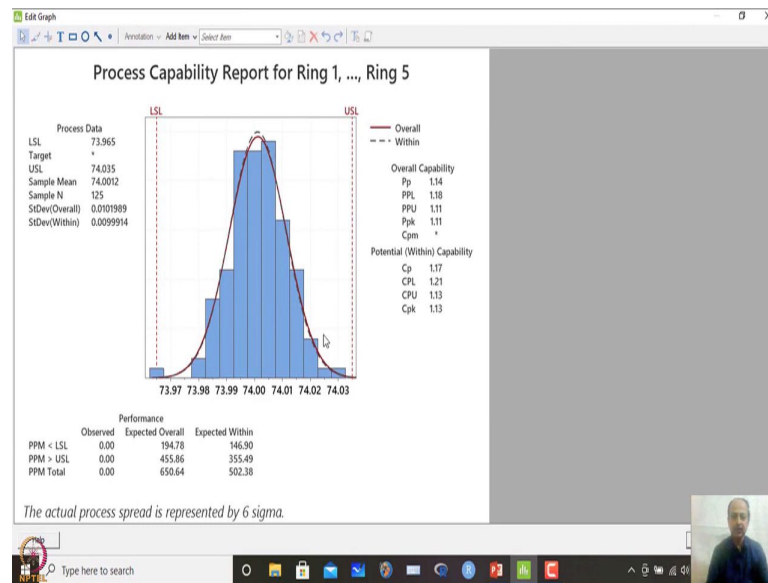 Edit Graph
Annotation Add Item Select Item
Process Capability Report for Ring 1, ..., Ring 5
LSL USL
Process Data
LSL 73.965
Target *
USL 74.035
Sample Mean 74.0012
Sample N 125
StDev(Overall) 0.0101989
StDev(Within) 0.0099914
Overall
Within
Overall Capability
Pp 1.14
PPL 1.18
PPU 1.11
Ppk 1.11
Cpm *
Potential (Within) Capability
Cp 1.17
CPL 1.21
CPU 1.13
Cpk 1.13
73.97 73.98 73.99 74.00 74.01 74.02 74.03
Performance
Observed Expected Overall Expected Within
PPM < LSL 0.00 194.78 146.90
PPM > USL 0.00 455.86 355.49
PPM Total 0.00 650.64 502.38
The actual process spread is represented by 6 sigma.
Help
Type here to search
NPTEL